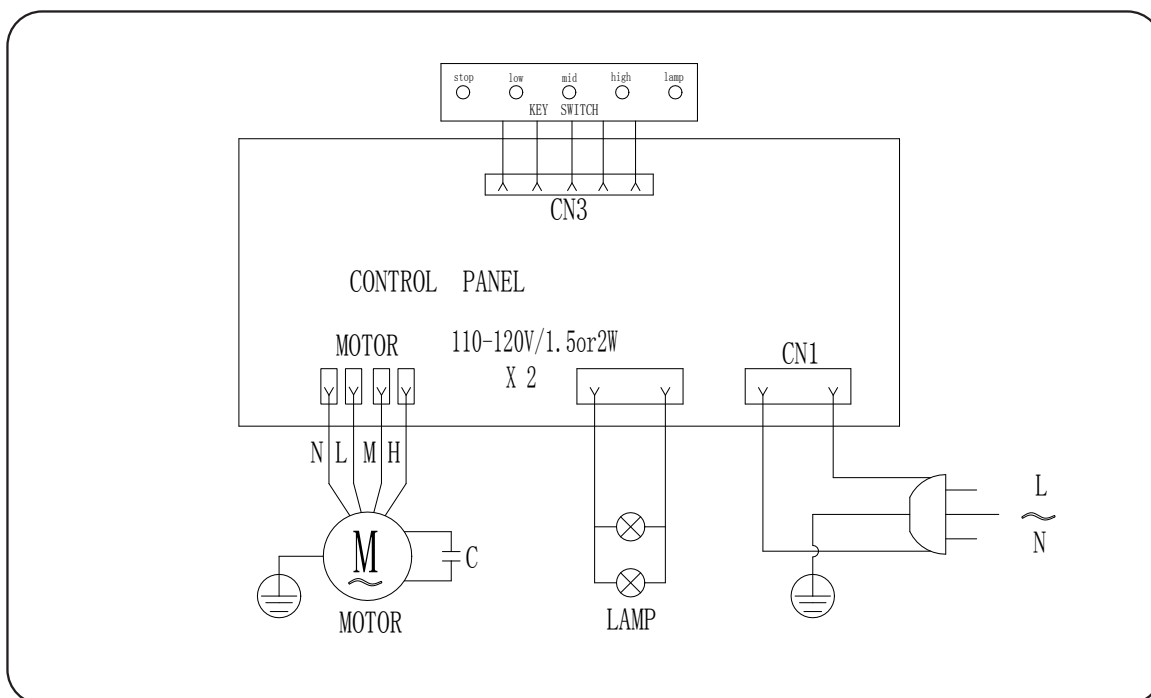 stop low mid high lamp
KEY SWITCH
CN3
CONTROL PANEL
110-120V/1.5or2W
X 2
MOTOR
CN1
N L M H
M
C
MOTOR
LAMP
L
N